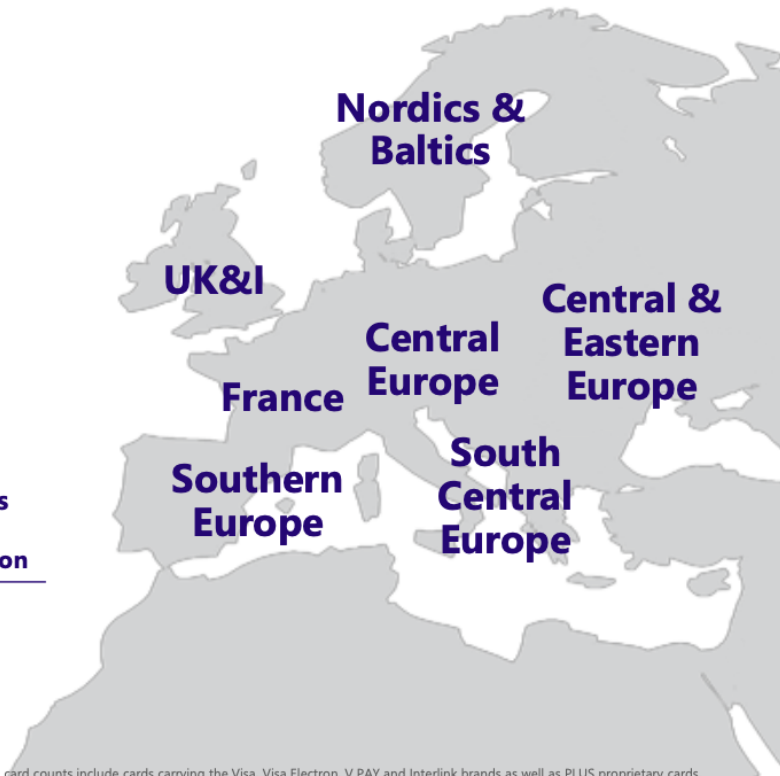 Nordics &
Baltics
UK&I
Central &
Eastern
Europe
Central
Europe
France
South
Central
Europe
Southern
Europe
s
on
card counts include cards carrying the Visa, Visa Electron, V PAY and Interlink brands as well as PLUS proprietary cards